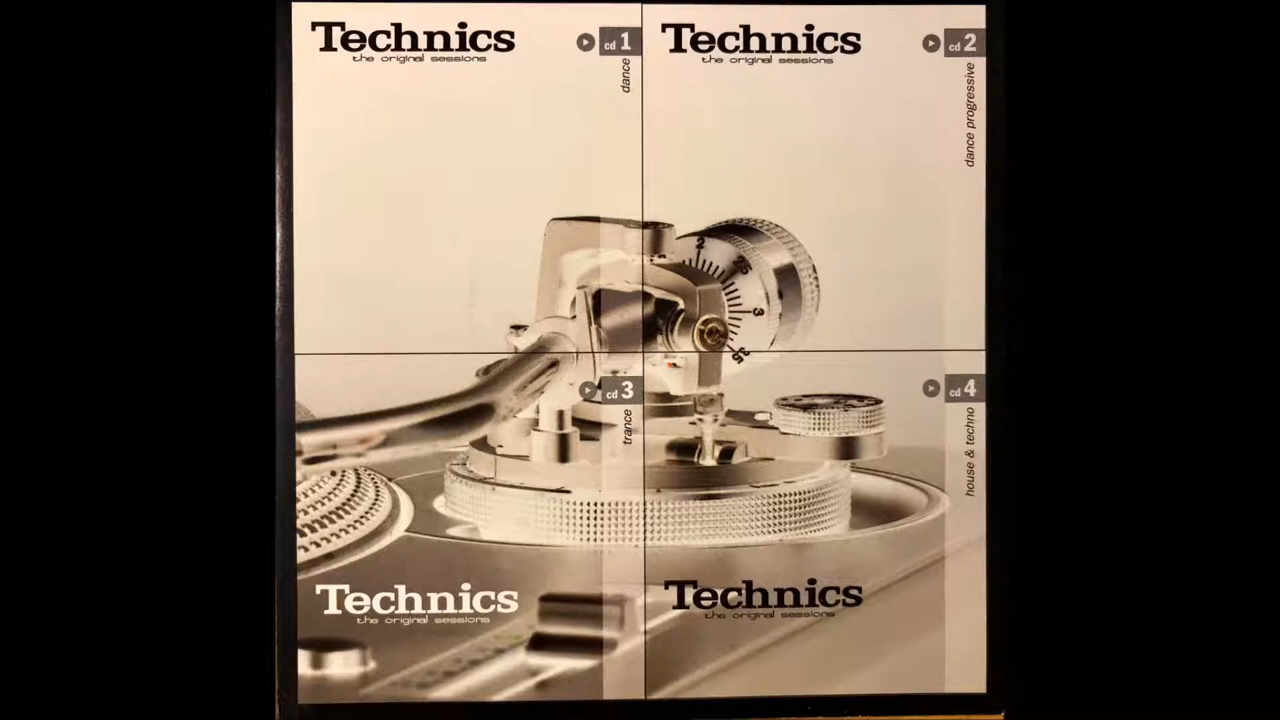 Technics
the original sessions
cd 1
dance
Technics
the original sessions
cd 2
dance progressive
2
25
3
35
cd 3
trance
Technics
the original sessions
cd 4
house & techno
Technics
the original sessions